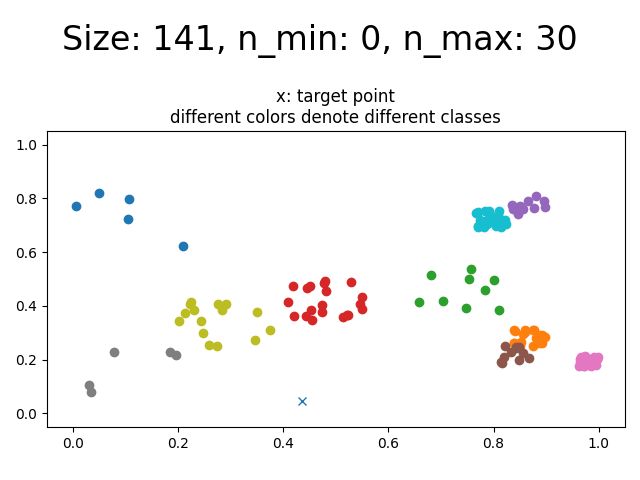 Size: 141, n_min: 0, n_max: 30
x: target point
different colors denote different classes
1.0
0.8
0.6
0.4
0.2
0.0
0.0 0.2 0.4 0.6 0.8 1.0